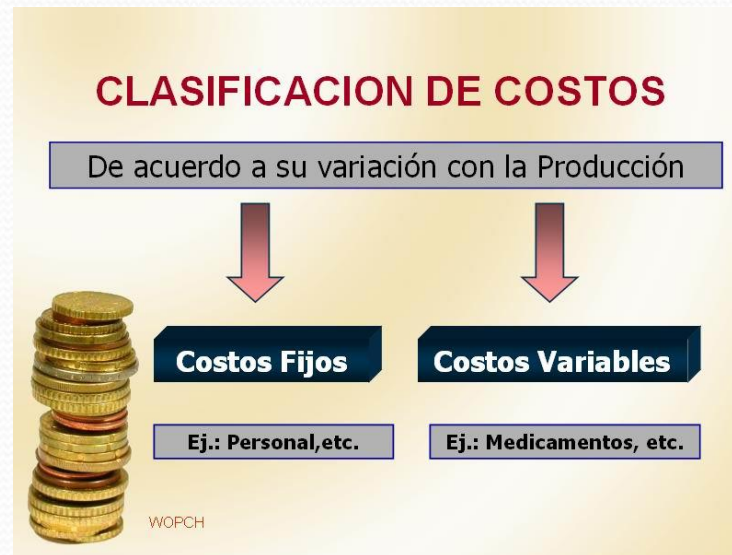 CLASIFICACION DE COSTOS
De acuerdo a su variación con la Producción
Costos Fijos
Costos Variables
Ej.: Personal,etc.
Ej.: Medicamentos, etc.
WOPCH